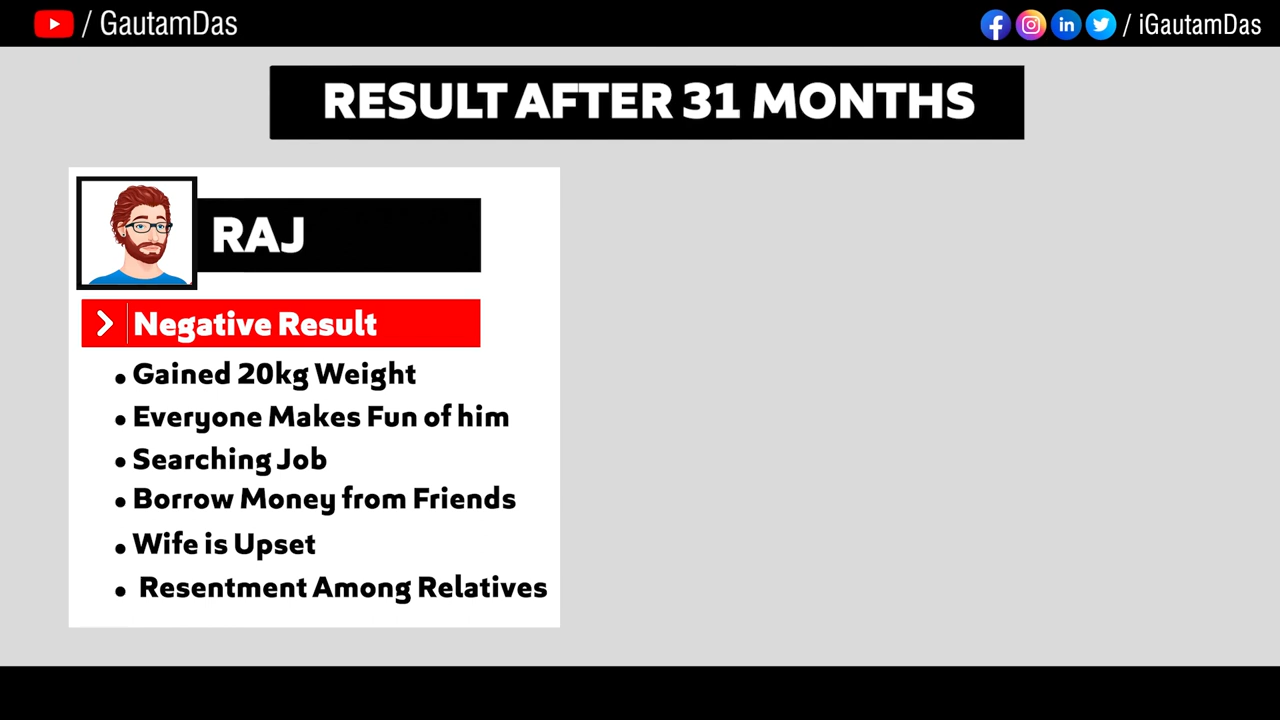 / GautamDas
/ iGautamDas
RESULT AFTER 31 MONTHS
RAJ
Negative Result
• Gained 20kg Weight
• Everyone Makes Fun of him
• Searching Job
• Borrow Money from Friends
• Wife is Upset
• Resentment Among Relatives